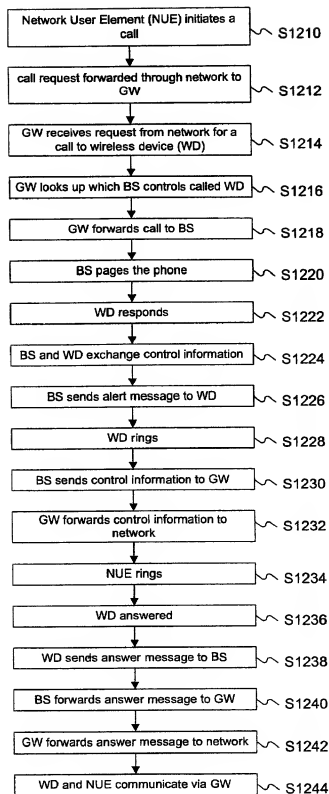 Network User Element (NUE) initiates a
call
S1210
call request forwarded through network to
GW
S1212
GW receives request from network for a
call to wireless device (WD)
S1214
GW looks up which BS controls called WD
S1216
GW forwards call to BS
S1218
BS pages the phone
S1220
WD responds
S1222
BS and WD exchange control information
S1224
BS sends alert message to WD
S1226
WD rings
S1228
BS sends control information to GW
S1230
GW forwards control information to
network
S1232
NUE rings
S1234
WD answered
S1236
WD sends answer message to BS
S1238
BS forwards answer message to GW
S1240
GW forwards answer message to network
S1242
WD and NUE communicate via GW
S1244